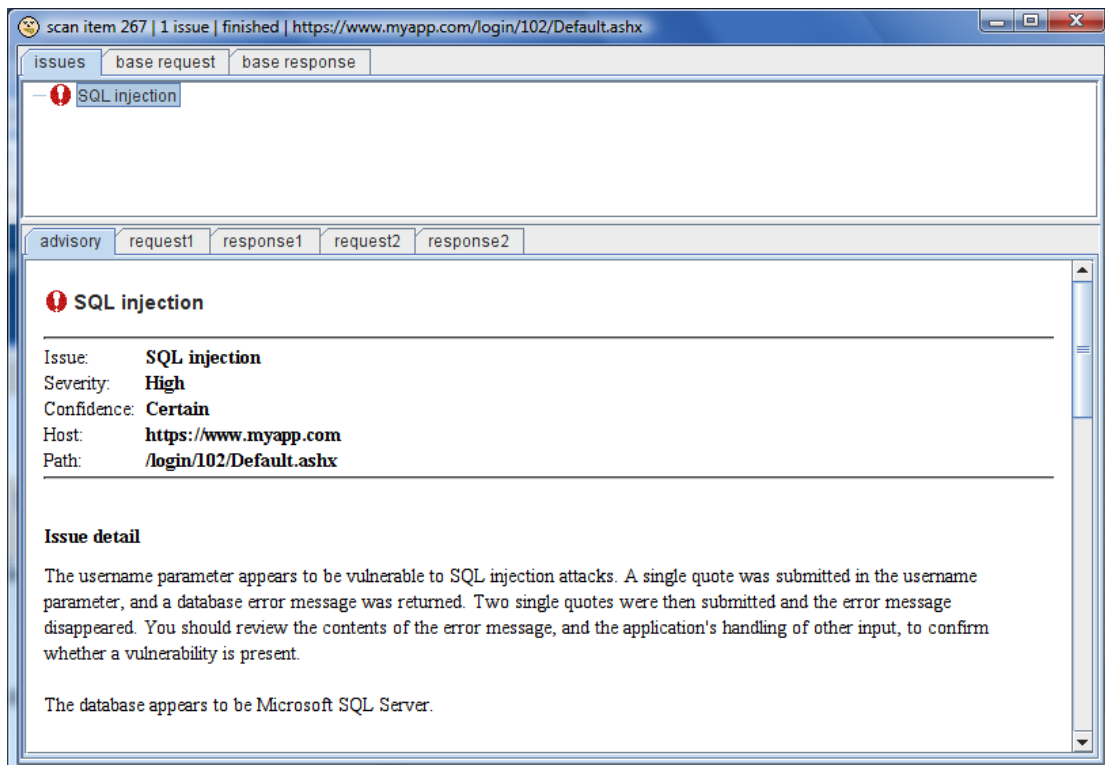 scan item 267 | 1 issue | finished | https://www.myapp.com/login/102/Default.ashx
issues base request base response
SQL injection
advisory request1 response1 request2 response2
SQL injection
Issue: SQL injection
Severity: High
Confidence: Certain
Host: https://www.myapp.com
Path: /login/102/Default.ashx
Issue detail
The username parameter appears to be vulnerable to SQL injection attacks. A single quote was submitted in the username
parameter, and a database error message was returned. Two single quotes were then submitted and the error message
disappeared. You should review the contents of the error message, and the application's handling of other input, to confirm
whether a vulnerability is present.
The database appears to be Microsoft SQL Server.